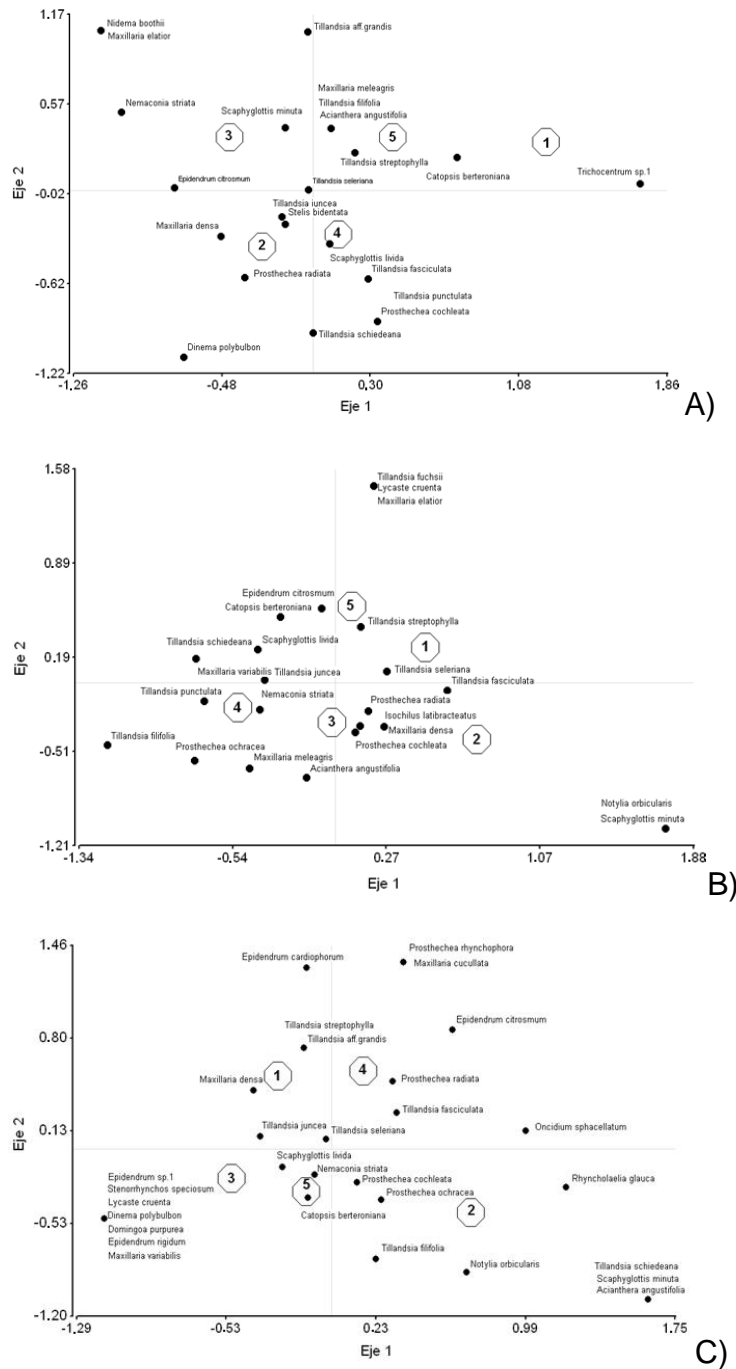 1.17
Nidema boothii
Tillandsia aff.grandis
Maxillaria elatior
Maxillaria meleagris
0.57
Nemaconia striata
Scaphyglottis minuta
Tillandsia filifolia
Acianthera angustifolia
3
5
1
Tillandsia streptophylla
Catopsis berteroniana
Trichocentrum sp.1
Eje 2
Epidendrum citrosmum
Tillandsia seleriana
-0.02
Tillandsia juncea
Stelis bidentata
Maxillaria densa
2
4
Scaphyglottis livida
Prosthechea radiata
Tillandsia fasciculata
-0.62
Tillandsia punctulata
Prosthechea cochleata
Tillandsia schiedeana
Dinema polybulbon
-1.22
-1.26
-0.48
0.30
1.08
1.86
Eje 1
A)
1.58
Tillandsia fuchsii
Lycaste cruenta
Maxillaria elatior
0.89
Epidendrum citrosmum
Catopsis berteroniana
5
Tillandsia streptophylla
Eje 2
0.19
Tillandsia schiedeana
Scaphyglottis livida
1
Maxillaria variabilis
Tillandsia juncea
Tillandsia seleriana
Tillandsia fasciculata
Tillandsia punctulata
Nemaconia striata
4
Prosthechea radiata
3
Isochilus latibracteatus
Maxillaria densa
2
-0.51
Tillandsia filifolia
Prosthechea ochracea
Prosthechea cochleata
Maxillaria meleagris
Acianthera angustifolia
Notylia orbicularis
Scaphyglottis minuta
-1.21
-1.34
-0.54
0.27
1.07
1.88
Eje 1
B)
1.46
Epidendrum cardiophorum
Prosthechea rhynchophora
Maxillaria cucullata
0.80
Tillandsia streptophylla
Tillandsia aff.grandis
Epidendrum citrosmum
Maxillaria densa
1
4
Prosthechea radiata
Eje 2
0.13
Tillandsia juncea
Tillandsia seleriana
Tillandsia fasciculata
Oncidium sphacellatum
Scaphyglottis livida
Nemaconia striata
Epidendrum sp.1
Stenorrhynchos speciosum
Lycaste cruenta
Dinema polybulbon
Domingoa purpurea
Epidendrum rigidum
Maxillaria variabilis
3
5
Prosthechea cochleata
Prosthechea ochracea
Catopsis berteroniana
2
Rhyncholaelia glauca
-0.53
Tillandsia filifolia
Notylia orbicularis
Tillandsia schiedeana
Scaphyglottis minuta
Acianthera angustifolia
-1.20
-1.29
-0.53
0.23
0.99
1.75
Eje 1
C)